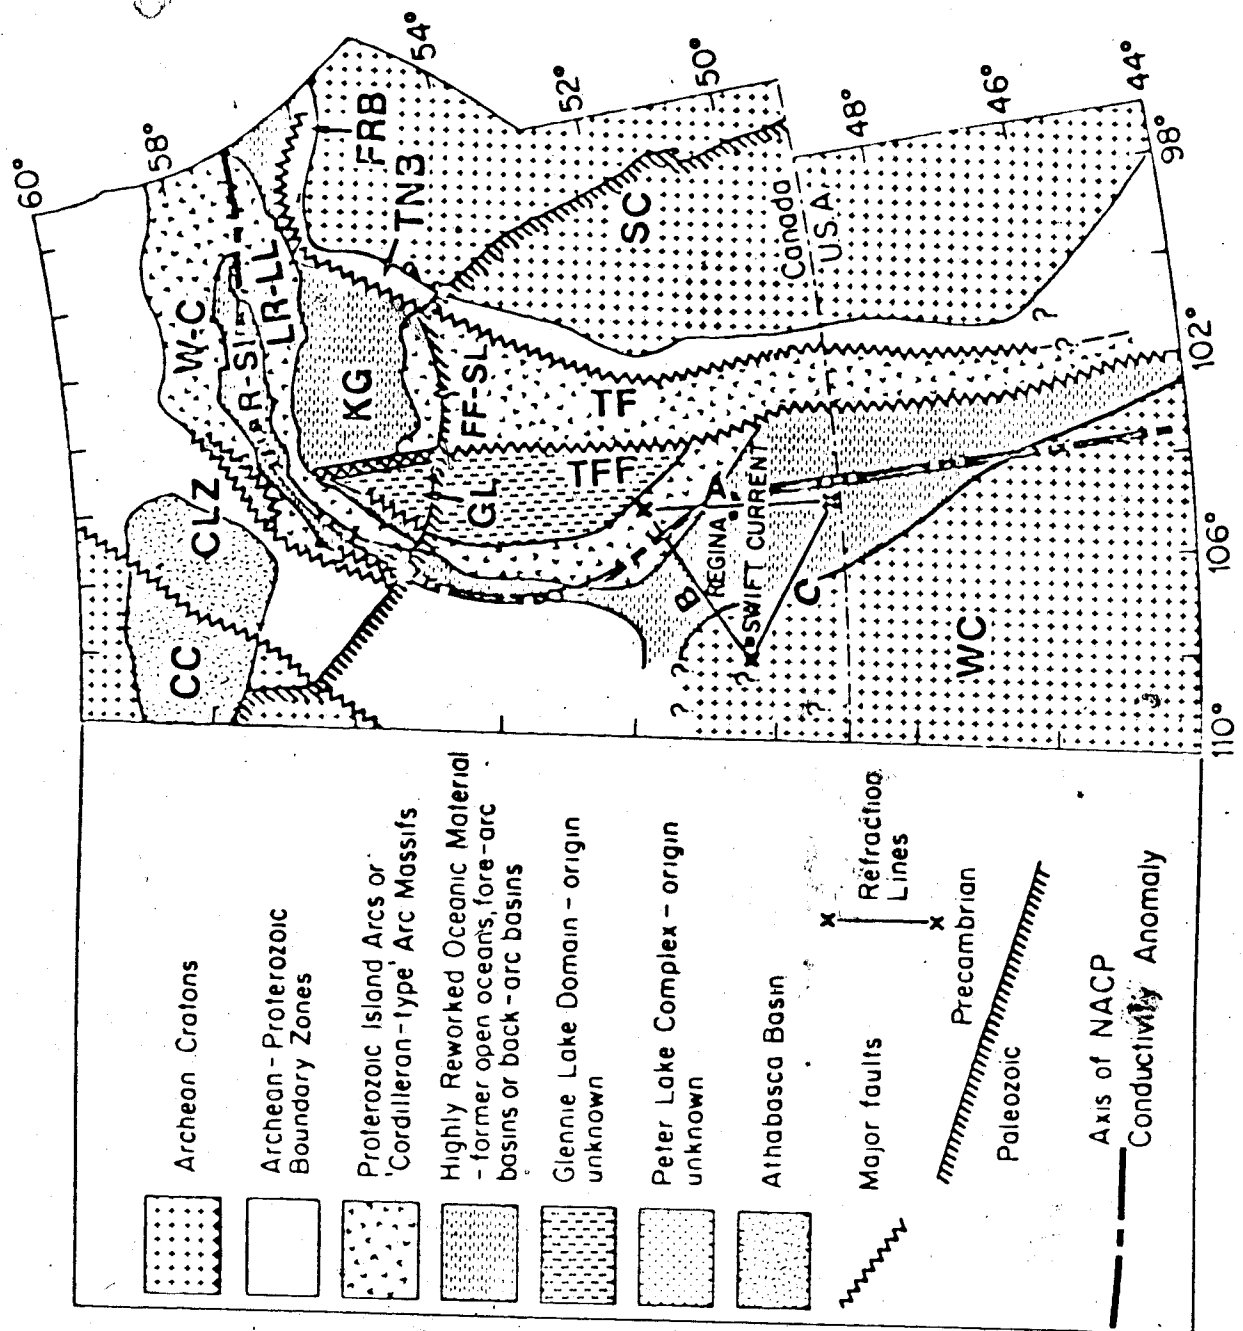 60°
58°
54°
52°
50°
48°
46°
44°
98°
102°
106°
110°
FRB
TN3
W-C
LR-LL
R-SI
KG
FF-SL
TF
TFF
GL
SC
CLZ
CC
WC
Canada
U.S.A.
A
REGINA
B
SWIFT CURRENT
C
?
?
?
?
?
?
Archean Cratons
Archean-Proterozoic
Boundary Zones
Proterozoic Island Arcs or
'Cordilleran-type' Arc Massifs
Highly Reworked Oceanic Material
- former open oceans, fore-arc
basins or back-arc basins
Glennie Lake Domain - origin
unknown
Peter Lake Complex - origin
unknown
Athabasca Basin
Major faults
Refraction
Lines
Precambrian
Paleozoic
Axis of NACP
Conductivity Anomaly